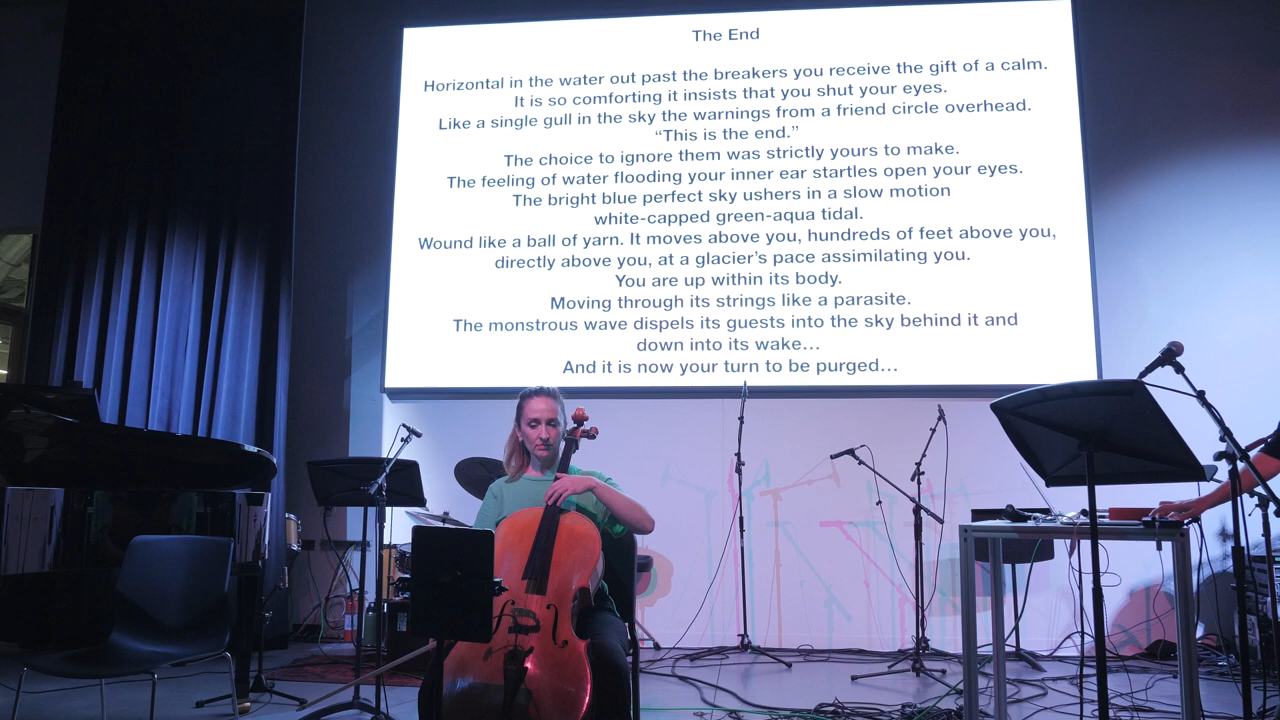 The End
Horizontal in the water out past the breakers you receive the gift of a calm.
It is so comforting it insists that you shut your eyes.
Like a single gull in the sky the warnings from a friend circle overhead.
“This is the end.”
The choice to ignore them was strictly yours to make.
The feeling of water flooding your inner ear startles open your eyes.
The bright blue perfect sky ushers in a slow motion
white-capped green-aqua tidal.
Wound like a ball of yarn. It moves above you, hundreds of feet above you,
directly above you, at a glacier’s pace assimilating you.
You are up within its body.
Moving through its strings like a parasite.
The monstrous wave dispels its guests into the sky behind it and
down into its wake…
And it is now your turn to be purged…